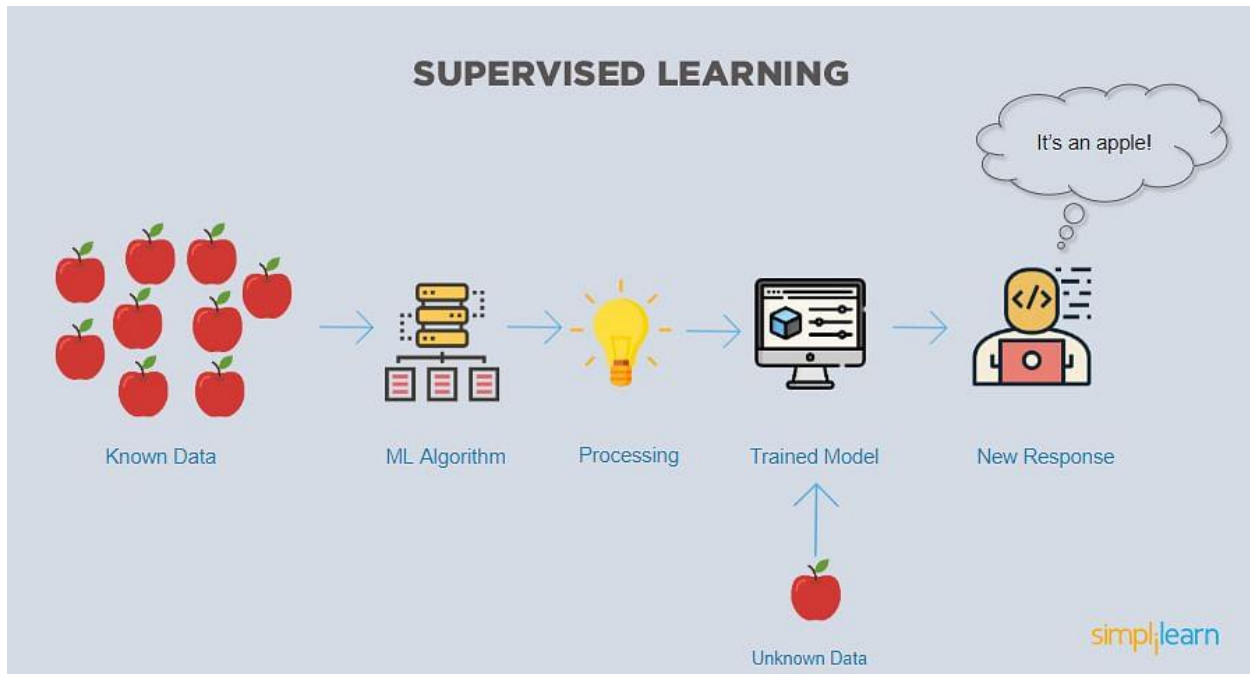 SUPERVISED LEARNING
It's an apple!
Known Data
ML Algorithm
Processing
Trained Model
New Response
Unknown Data
simplilearn